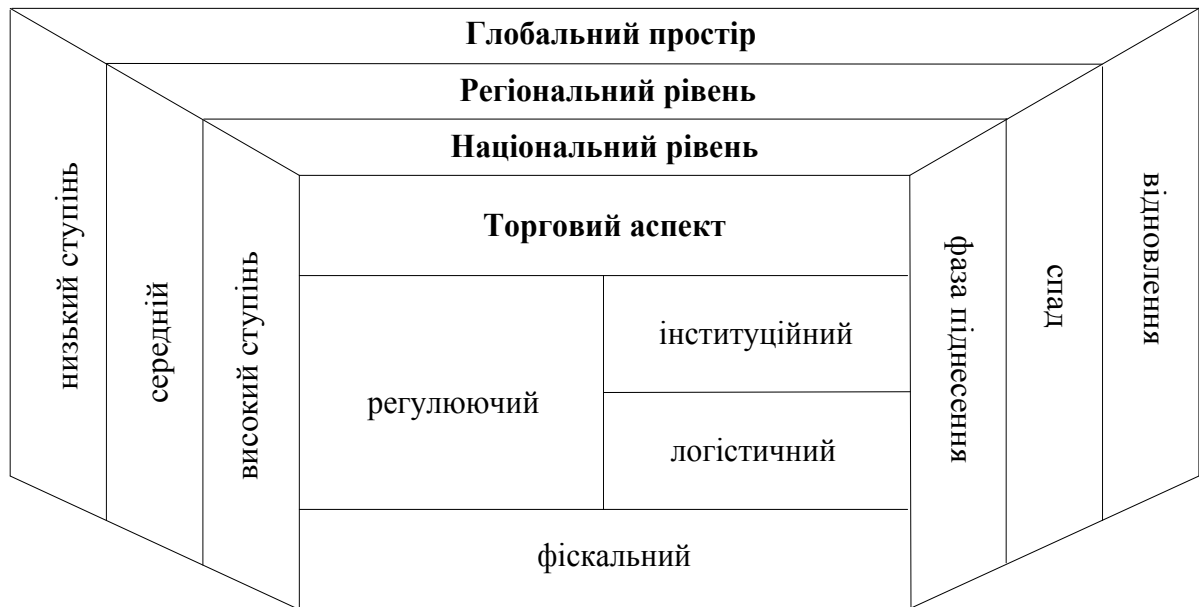 Глобальний простір
Регіональний рівень
Національний рівень
Торговий аспект
низький ступінь
середній
високий ступінь
регулюючий
інституційний
логістичний
фіскальний
фаза піднесення
спад
відновлення